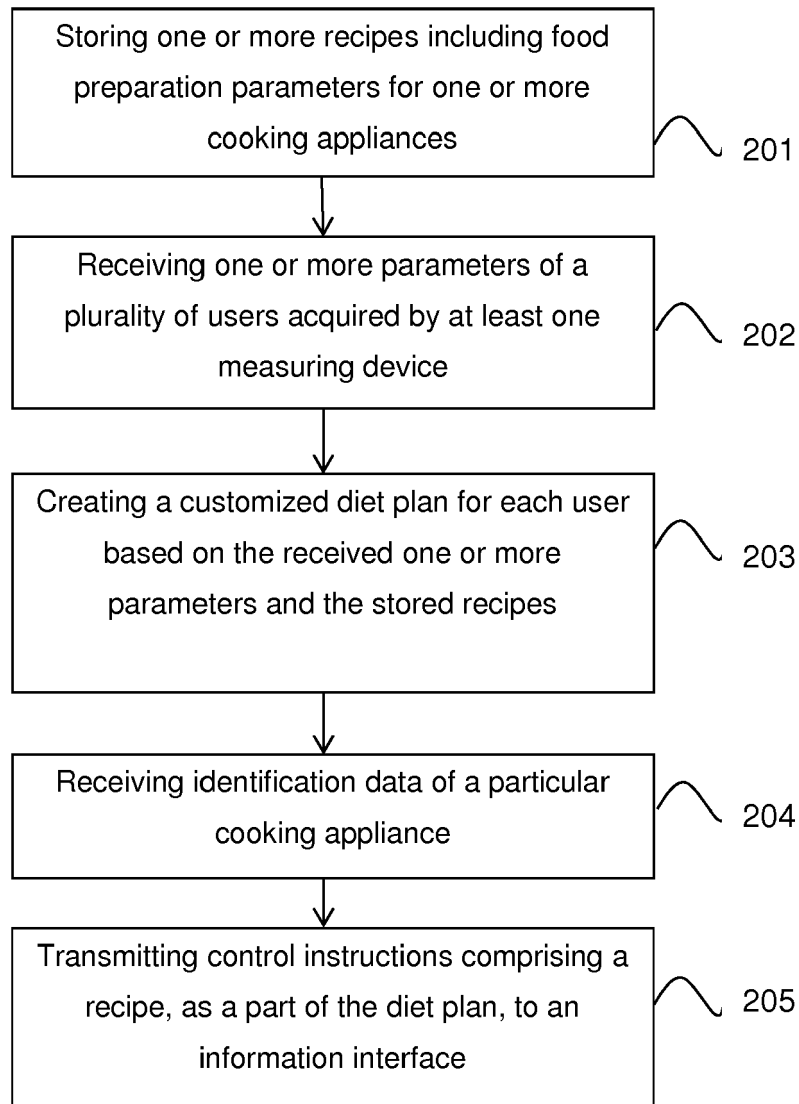 Storing one or more recipes including food
preparation parameters for one or more
cooking appliances
201
Receiving one or more parameters of a
plurality of users acquired by at least one
measuring device
202
Creating a customized diet plan for each user
based on the received one or more
parameters and the stored recipes
203
Receiving identification data of a particular
cooking appliance
204
Transmitting control instructions comprising a
recipe, as a part of the diet plan, to an
information interface
205